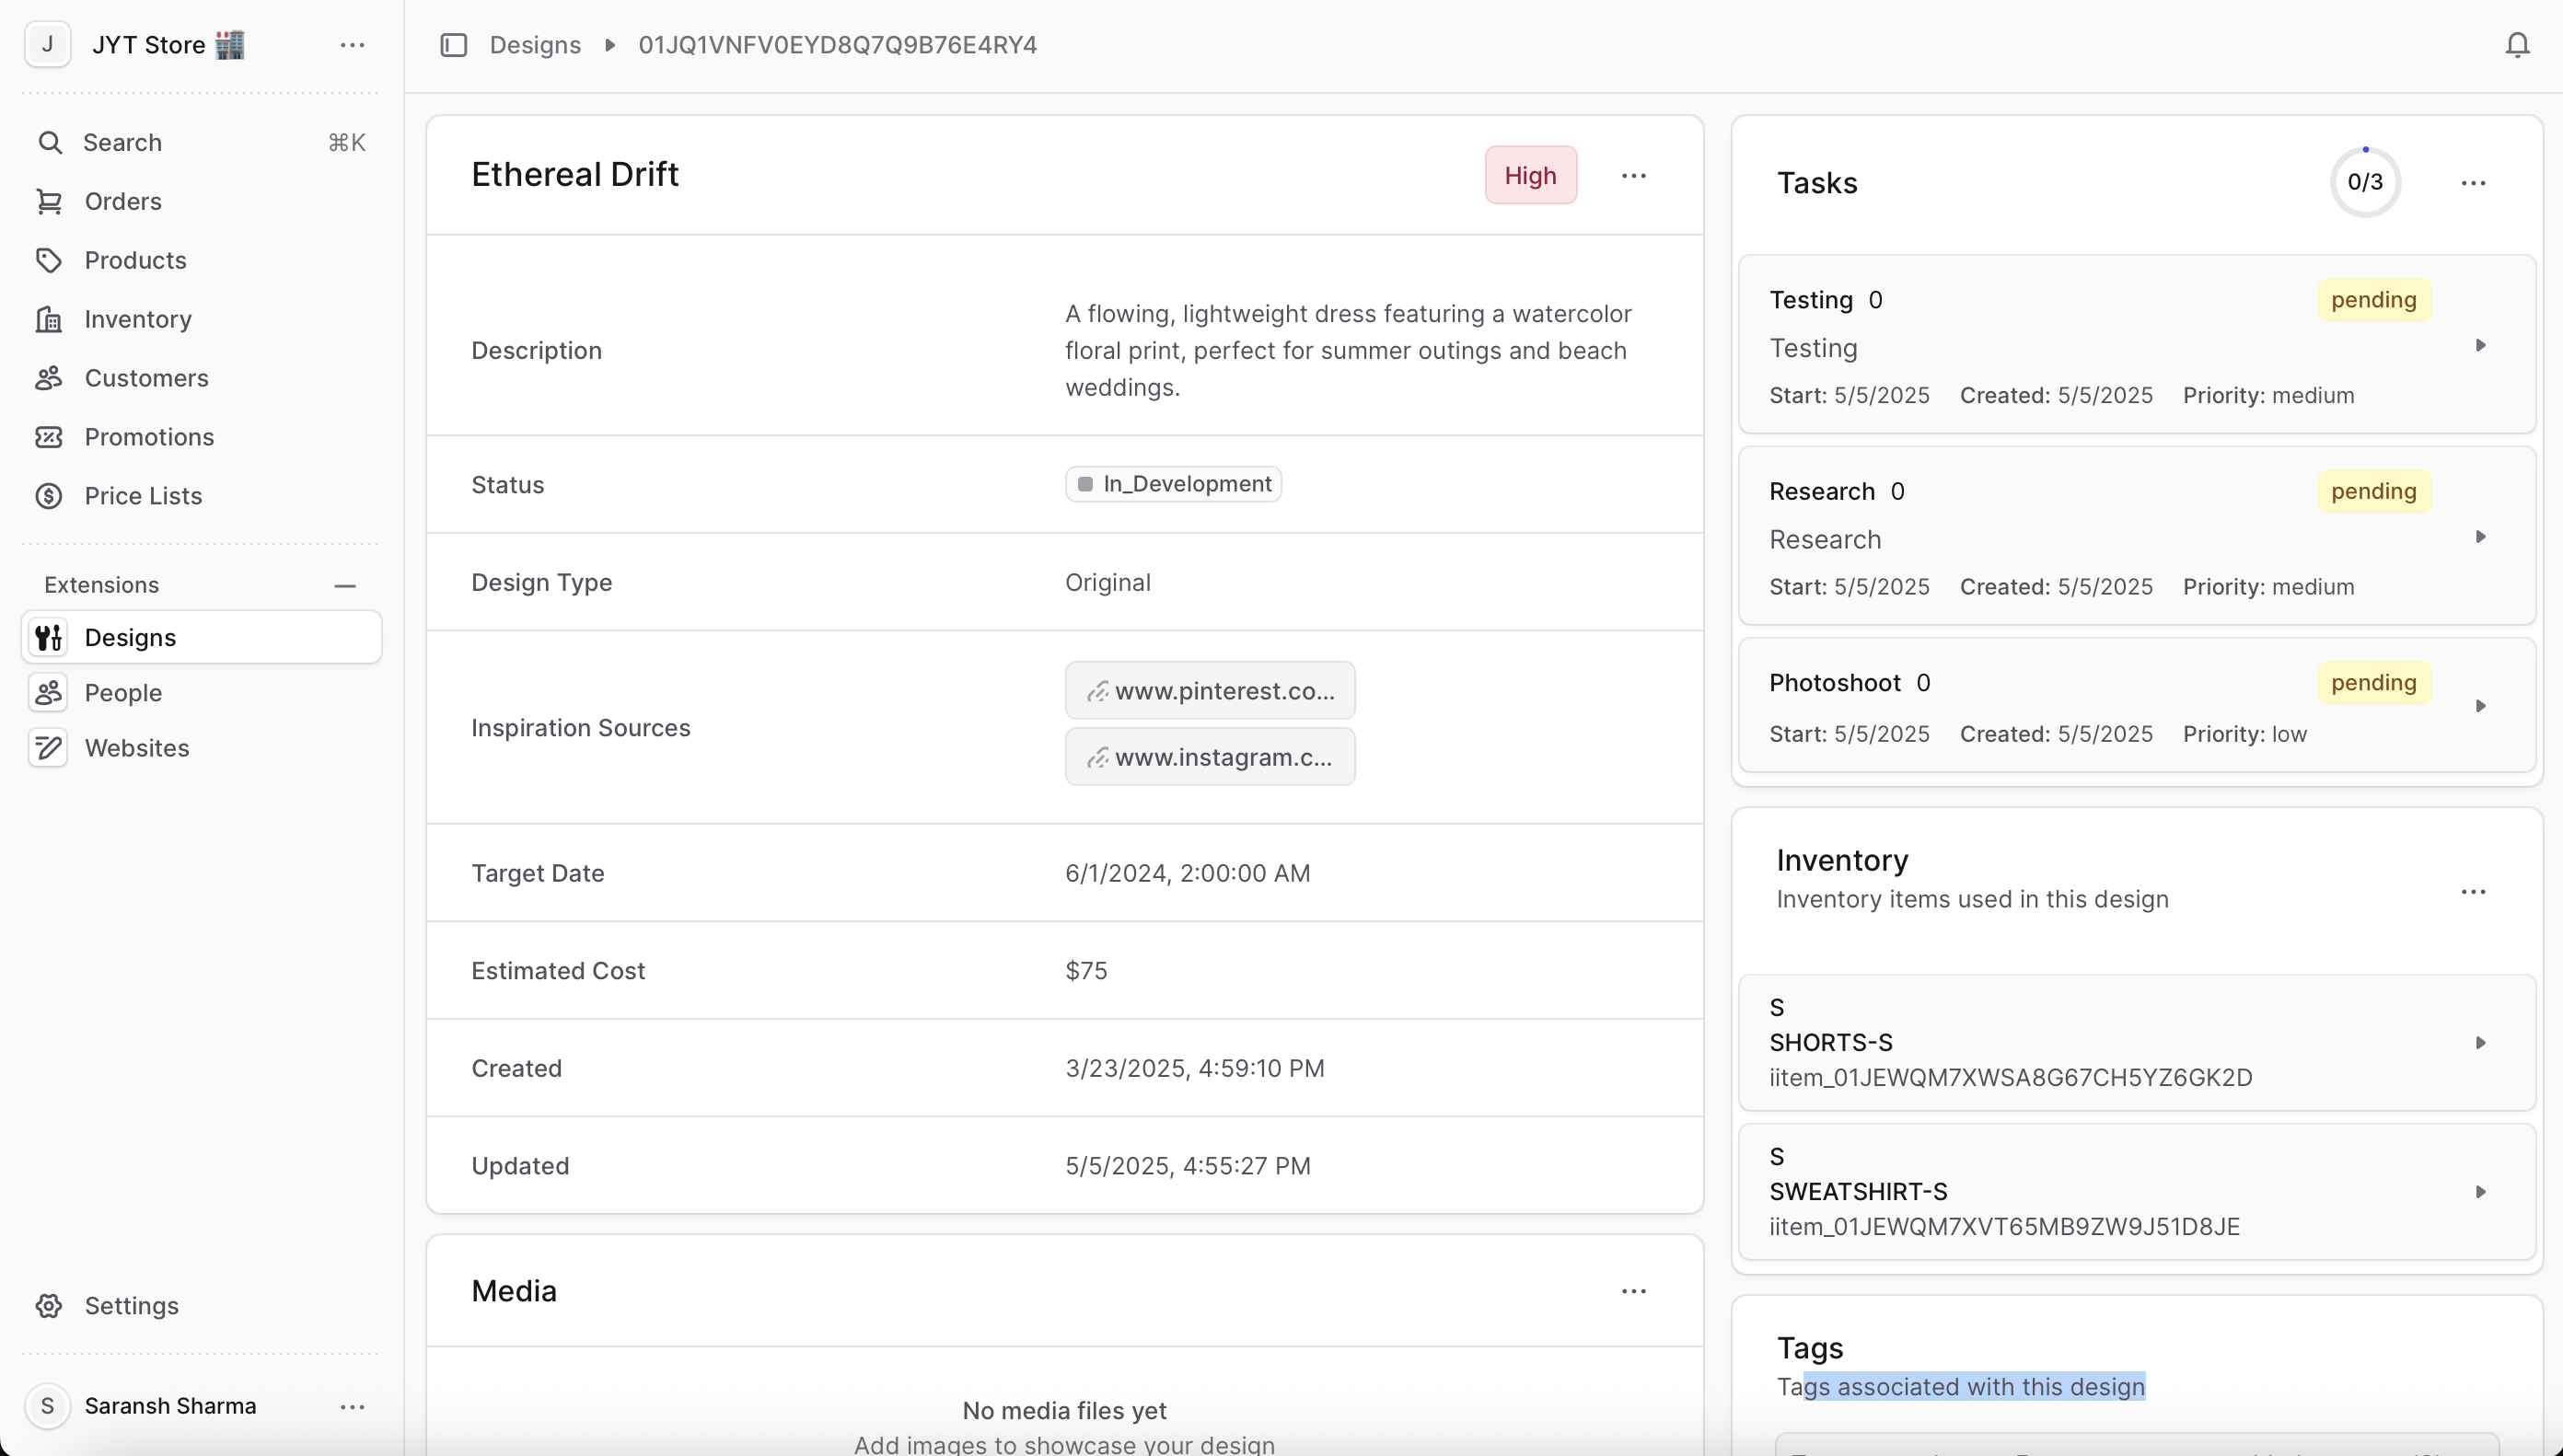 J JYT Store 🏪 ...
Search ⌘K
Orders
Products
Inventory
Customers
Promotions
Price Lists
Extensions
Designs
People
Websites
Settings
S Saransh Sharma ...
Designs 01JQ1VNFV0EYD8Q7Q9B76E4RY4
Ethereal Drift High ...
Description
A flowing, lightweight dress featuring a watercolor
floral print, perfect for summer outings and beach
weddings.
Status In_Development
Design Type Original
Inspiration Sources
www.pinterest.co...
www.instagram.c...
Target Date 6/1/2024, 2:00:00 AM
Estimated Cost $75
Created 3/23/2025, 4:59:10 PM
Updated 5/5/2025, 4:55:27 PM
Media ...
No media files yet
Add images to showcase your design
Tasks 0/3 ...
Testing 0 pending
Testing
Start: 5/5/2025 Created: 5/5/2025 Priority: medium
Research 0 pending
Research
Start: 5/5/2025 Created: 5/5/2025 Priority: medium
Photoshoot 0 pending
Start: 5/5/2025 Created: 5/5/2025 Priority: low
Inventory
Inventory items used in this design ...
S
SHORTS-S
iitem_01JEWQM7XWSA8G67CH5YZ6GK2D
S
SWEATSHIRT-S
iitem_01JEWQM7XVT65MB9ZW9J51D8JE
Tags
Tags associated with this design